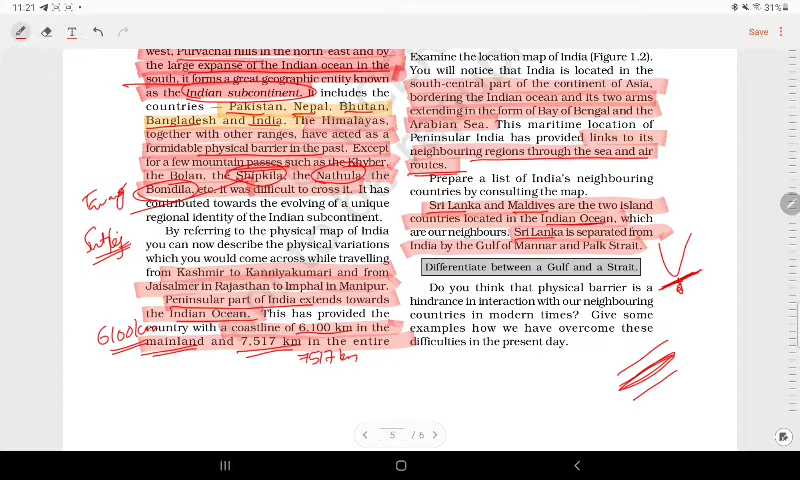 11:21
31%
Save
west, Purvachal hills in the north-east and by
the large expanse of the Indian ocean in the
south, it forms a great geographic entity known
as the Indian subcontinent. It includes the
countries — Pakistan, Nepal, Bhutan,
Bangladesh and India. The Himalayas,
together with other ranges, have acted as a
formidable physical barrier in the past. Except
for a few mountain passes such as the Khyber,
the Bolan, the Shipkila, the Nathula, the
Bomdila, etc. it was difficult to cross it. It has
contributed towards the evolving of a unique
regional identity of the Indian subcontinent.
By referring to the physical map of India
you can now describe the physical variations
which you would come across while travelling
from Kashmir to Kanniyakumari and from
Jaisalmer in Rajasthan to Imphal in Manipur.
Peninsular part of India extends towards
the Indian Ocean. This has provided the
country with a coastline of 6,100 km in the
mainland and 7,517 km in the entire
Tawang
Sutlej
6100km
7517 km
Examine the location map of India (Figure 1.2).
You will notice that India is located in the
south-central part of the continent of Asia,
bordering the Indian ocean and its two arms
extending in the form of Bay of Bengal and the
Arabian Sea. This maritime location of
Peninsular India has provided links to its
neighbouring regions through the sea and air
routes.
Prepare a list of India's neighbouring
countries by consulting the map.
Sri Lanka and Maldives are the two island
countries located in the Indian Ocean, which
are our neighbours. Sri Lanka is separated from
India by the Gulf of Mannar and Palk Strait.
Differentiate between a Gulf and a Strait.
Do you think that physical barrier is a
hindrance in interaction with our neighbouring
countries in modern times? Give some
examples how we have overcome these
difficulties in the present day.
5 / 6